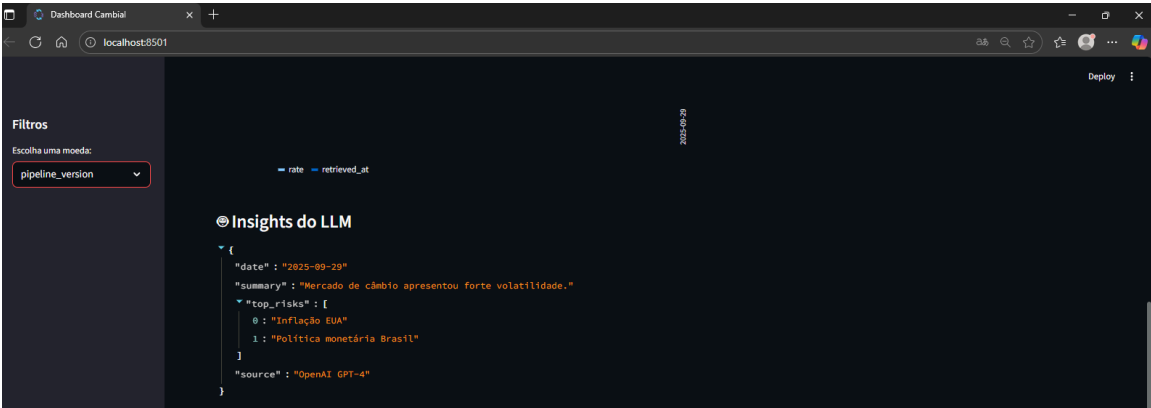 Dashboard Cambial
localhost:8501
Deploy
Filtros
Escolha uma moeda:
pipeline_version
2025-09-29
rate retrieved_at
Insights do LLM
{
"date" : "2025-09-29"
"summary" : "Mercado de câmbio apresentou forte volatilidade."
"top_risks" : [
0 : "Inflação EUA"
1 : "Política monetária Brasil"
]
"source" : "OpenAI GPT-4"
}